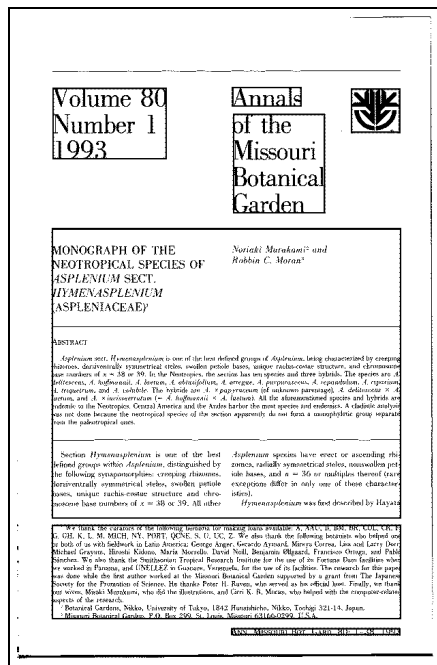 Volume 80
Number 1
1993
Annals
of the
Missouri
Botanical
Garden
MONOGRAPH OF THE
NEOTROPICAL SPECIES OF
ASPLENIUM SECT.
HYMENASPLENIUM
(ASPLENIACEAE)¹
Noriaki Murakami² and
Robbin C. Moran³
ABSTRACT
Asplenium sect. Hymenasplenium is one of the best defined groups of Asplenium, being characterized by creeping
rhizomes, dorsiventrally symmetrical steles, swollen petiole bases, unique rachis-costae structure, and chromosome
base numbers of x = 38 or 39. In the Neotropics, the section has ten species and three hybrids. The species are A.
delitescens, A. hoffmannii, A. laetum, A. obtusifolium, A. ortegae, A. purpurascens, A. repandulum, A. riparium,
A. triquetrum, and A. volubile. The hybrids are A. × papyraceum (of unknown parentage), A. delitescens × A.
laetum, and A. × incisoserratum (= A. hoffmannii × A. laetum). All the aforementioned species and hybrids are
endemic to the Neotropics. Central America and the Andes harbor the most species and endemics. A cladistic analysis
was not done because the neotropical species of the section apparently do not form a monophyletic group separate
from the paleotropical ones.
Section Hymenasplenium is one of the best
defined groups within Asplenium, distinguished by
the following synapomorphies: creeping rhizomes,
dorsiventrally symmetrical steles, swollen petiole
bases, unique rachis-costae structure and chro-
mosome base numbers of x = 38 or 39. All other
Asplenium species have erect or ascending rhi-
zomes, radially symmetrical steles, nonswollen pet-
iole bases, and n = 36 or multiples thereof (rare
exceptions differ in only one of these character-
istics).
Hymenasplenium was first described by Hayata
¹ We thank the curators of the following herbaria for making loans available: A, AAU, B, BM, BR, COL, CR, F,
G, GH, K, L, M, MICH, NY, PORT, QCNE, S, U, UC, Z. We also thank the following botanists who helped one
or both of us with fieldwork in Latin America: George Anger, Gerardo Aymard, Mireya Correa, Lisa and Larry Dorr,
Michael Grayum, Hiroshi Kidono, Maria Morello, David Neill, Benjamin Øllgaard, Francisco Ortega, and Pablo
Sánchez. We also thank the Smithsonian Tropical Research Institute for the use of its Fortuna Dam facilities when
we worked in Panama, and UNELLEZ in Guanare, Venezuela, for the use of its facilities. The research for this paper
was done while the first author worked at the Missouri Botanical Garden supported by a grant from The Japanese
Society for the Promotion of Science. He thanks Peter H. Raven, who served as his official host. Finally, we thank
our wives, Misaki Murakami, who did the illustrations, and Cirri K. R. Moran, who helped with the computer-related
aspects of the research.
² Botanical Gardens, Nikko, University of Tokyo, 1842 Hanaishicho, Nikko, Tochigi 321-14, Japan.
³ Missouri Botanical Garden, P.O. Box 299, St. Louis, Missouri 63166-0299, U.S.A.
ANN. MISSOURI BOT. GARD. 80: 1–38. 1993.